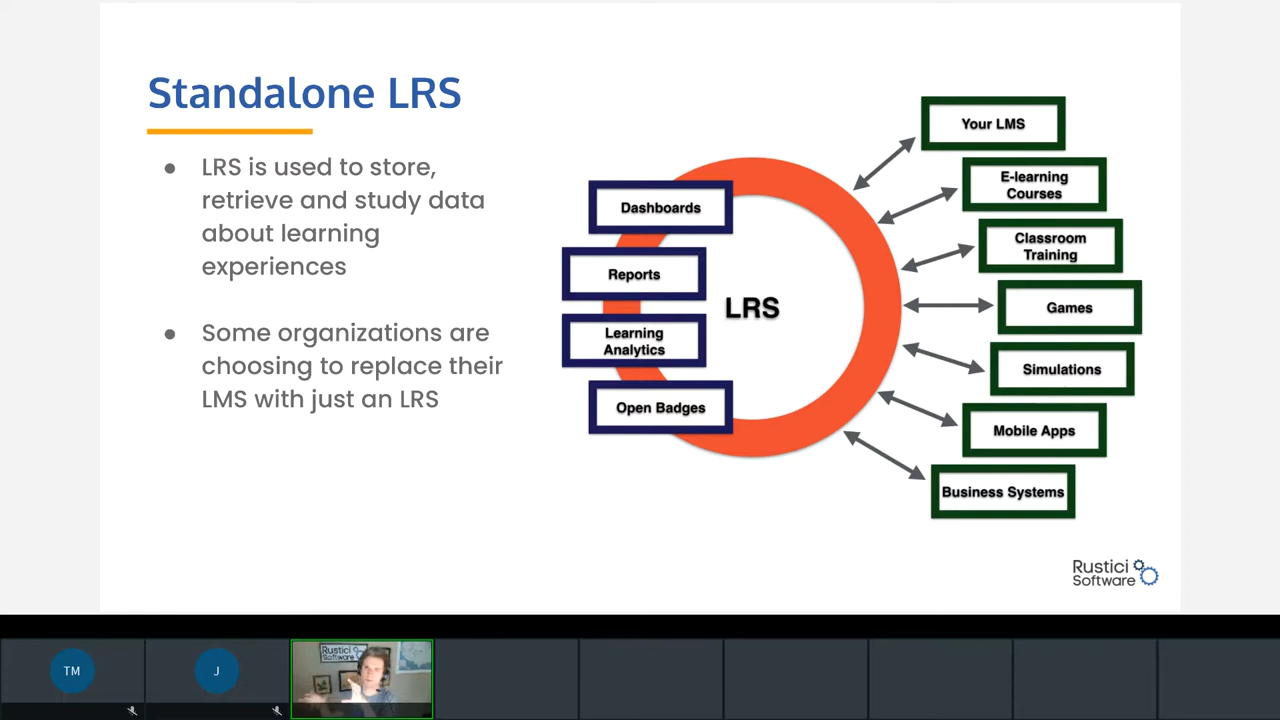 Standalone LRS
● LRS is used to store,
retrieve and study data
about learning
experiences
● Some organizations are
choosing to replace their
LMS with just an LRS
Dashboards
Reports
Learning
Analytics
Open Badges
LRS
Your LMS
E-learning
Courses
Classroom
Training
Games
Simulations
Mobile Apps
Business Systems
Rustici
Software
TM
J
Rustici
Software